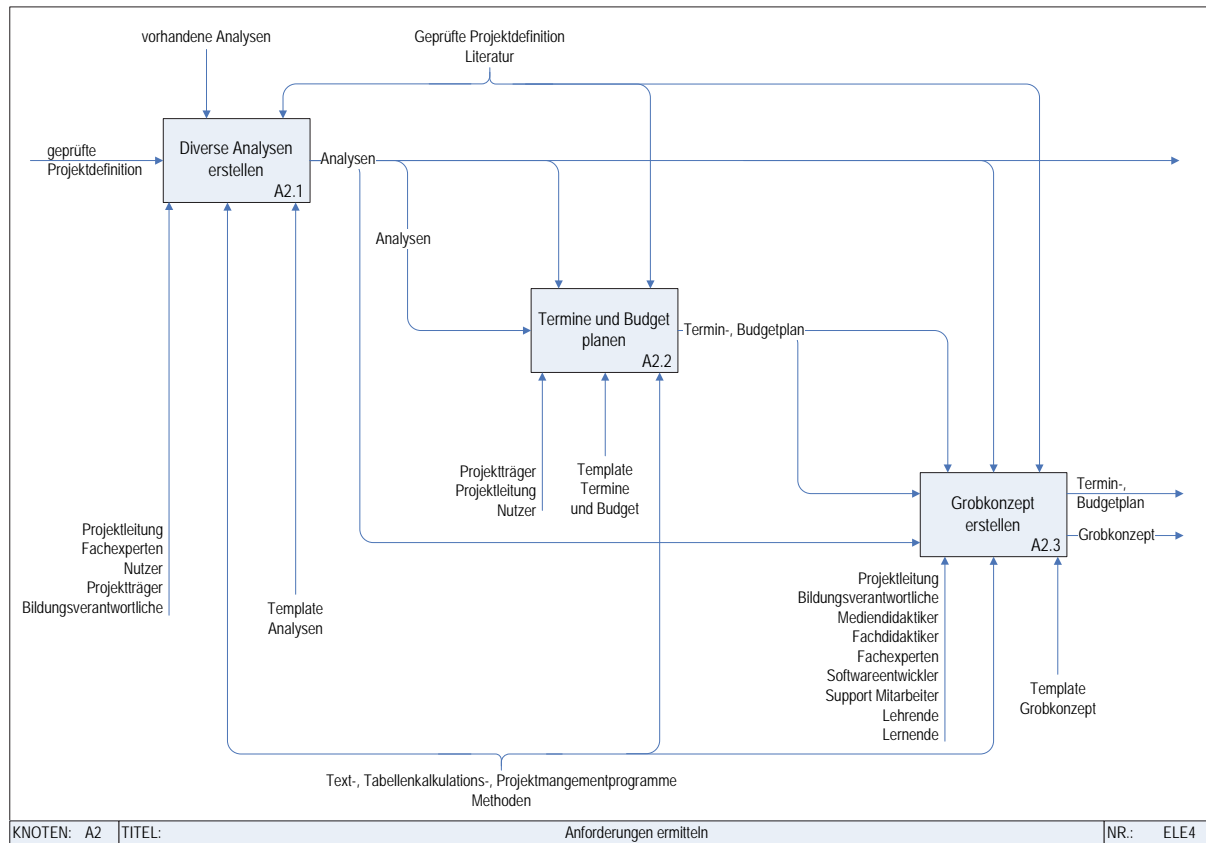 vorhandene Analysen
Geprüfte Projektdefinition
Literatur
geprüfte
Projektdefinition
Diverse Analysen
erstellen
A2.1
Analysen
Analysen
Termine und Budget
planen
A2.2
Termin-, Budgetplan
Projektträger
Projektleitung
Nutzer
Template
Termine
und Budget
Grobkonzept
erstellen
A2.3
Termin-,
Budgetplan
Grobkonzept
Projektleitung
Fachexperten
Nutzer
Projektträger
Bildungsverantwortliche
Template
Analysen
Projektleitung
Bildungsverantwortliche
Mediendidaktiker
Fachdidaktiker
Fachexperten
Softwareentwickler
Support Mitarbeiter
Lehrende
Lernende
Template
Grobkonzept
Text-, Tabellenkalkulations-, Projektmangementprogramme
Methoden
KNOTEN: A2 TITEL: Anforderungen ermitteln NR.: ELE4